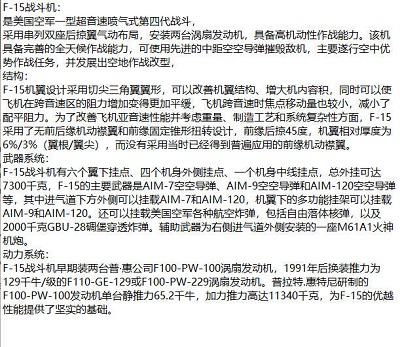 F-15战斗机:
是美国空军一型超音速喷气式第四代战斗,
采用串列双座后掠翼气动布局，安装两台涡扇发动机，具备高机动性作战能力。该机
具备完善的全天候作战能力，可使用先进的中距空空导弹摧毁敌机，主要遂行空中优
势作战任务，并发展出空地作战改型,
结构:
F-15机翼设计采用切尖三角翼翼形，可以改善机翼结构、增大机内容积，同时可以使
飞机在跨音速区的阻力增加变得更加平缓，飞机跨音速时焦点移动量也较小，减小了
配平阻力。为了改善飞机亚音速性能并考虑重量、制造工艺和系统复杂性方面，F-15
采用了无前后缘机动襟翼和前缘固定锥形扭转设计，前缘后掠45度，机翼相对厚度为
6%/3%（翼根/翼尖），而没有采用当时已经得到普遍应用的前缘机动襟翼。
武器系统:
F-15战斗机有六个翼下挂点、四个机身外侧挂点、一个机身中线挂点，总外挂可达
7300千克，F-15的主要武器是AIM-7空空导弹、AIM-9空空导弹和AIM-120空空导弹
等，其中进气道下方外侧可以挂载AIM-7和AIM-120，机翼下的多功能挂架可以挂载
AIM-9和AIM-120。还可以挂载美国空军各种航空炸弹，包括自由落体核弹，以及
2000千克GBU-28碉堡穿透炸弹。辅助武器为右侧进气道外侧安装的一座M61A1火神
机炮。
动力系统:
F-15战斗机早期装两台普·惠公司F100-PW-100涡扇发动机，1991年后换装推力为
129千牛/级的F110-GE-129或F100-PW-229涡扇发动机。普拉特.惠特尼研制的
F100-PW-100发动机单台静推力65.2千牛，加力推力高达11340千克，为F-15的优越
性能提供了坚实的基础。